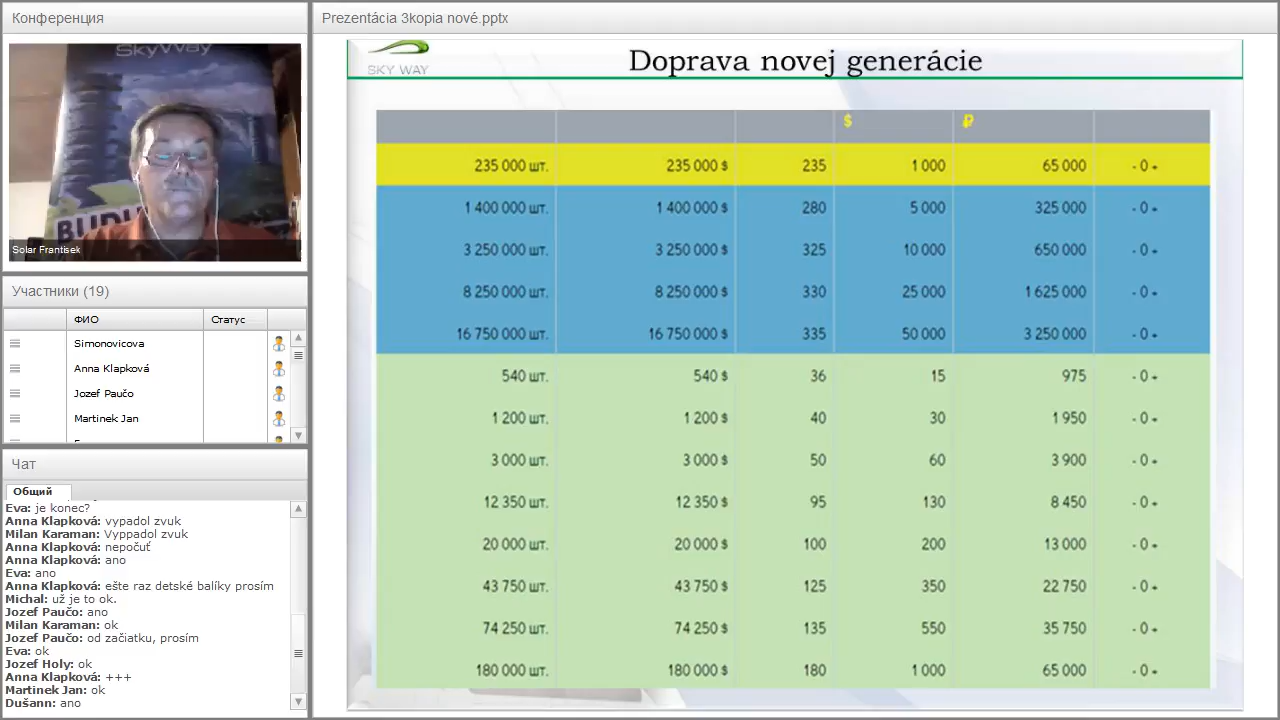 Конференция
SkyWay
BUDU
Solar Frantisek
Участники (19)
ФИО Статус
Simonovicova
Anna Klapková
Jozef Paučo
Martinek Jan
Чат
Общий
Eva: je konec?
Anna Klapková: vypadol zvuk
Milan Karaman: Vyppadol zvuk
Anna Klapková: nepočuť
Anna Klapková: ano
Eva: ano
Anna Klapková: ešte raz detské balíky prosím
Michal: už je to ok.
Jozef Paučo: ano
Milan Karaman: ok
Jozef Paučo: od začiatku, prosím
Eva: ok
Jozef Holy: ok
Anna Klapková: +++
Martinek Jan: ok
Dušann: ano
Prezentácia 3kopia nové.pptx
SKY WAY
Doprava novej generácie
$ ₽
235 000 шт. 235 000 $ 235 1 000 65 000 - 0 +
1 400 000 шт. 1 400 000 $ 280 5 000 325 000 - 0 +
3 250 000 шт. 3 250 000 $ 325 10 000 650 000 - 0 +
8 250 000 шт. 8 250 000 $ 330 25 000 1 625 000 - 0 +
16 750 000 шт. 16 750 000 $ 335 50 000 3 250 000 - 0 +
540 шт. 540 $ 36 15 975 - 0 +
1 200 шт. 1 200 $ 40 30 1 950 - 0 +
3 000 шт. 3 000 $ 50 60 3 900 - 0 +
12 350 шт. 12 350 $ 95 130 8 450 - 0 +
20 000 шт. 20 000 $ 100 200 13 000 - 0 +
43 750 шт. 43 750 $ 125 350 22 750 - 0 +
74 250 шт. 74 250 $ 135 550 35 750 - 0 +
180 000 шт. 180 000 $ 180 1 000 65 000 - 0 +